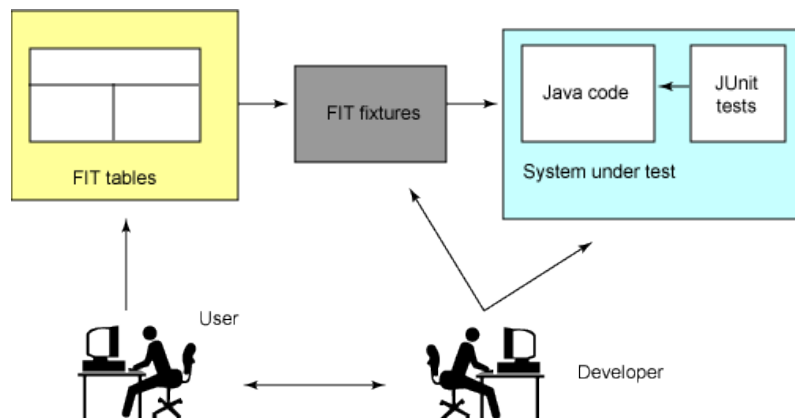 FIT tables
FIT fixtures
Java code
JUnit
tests
System under test
User
Developer